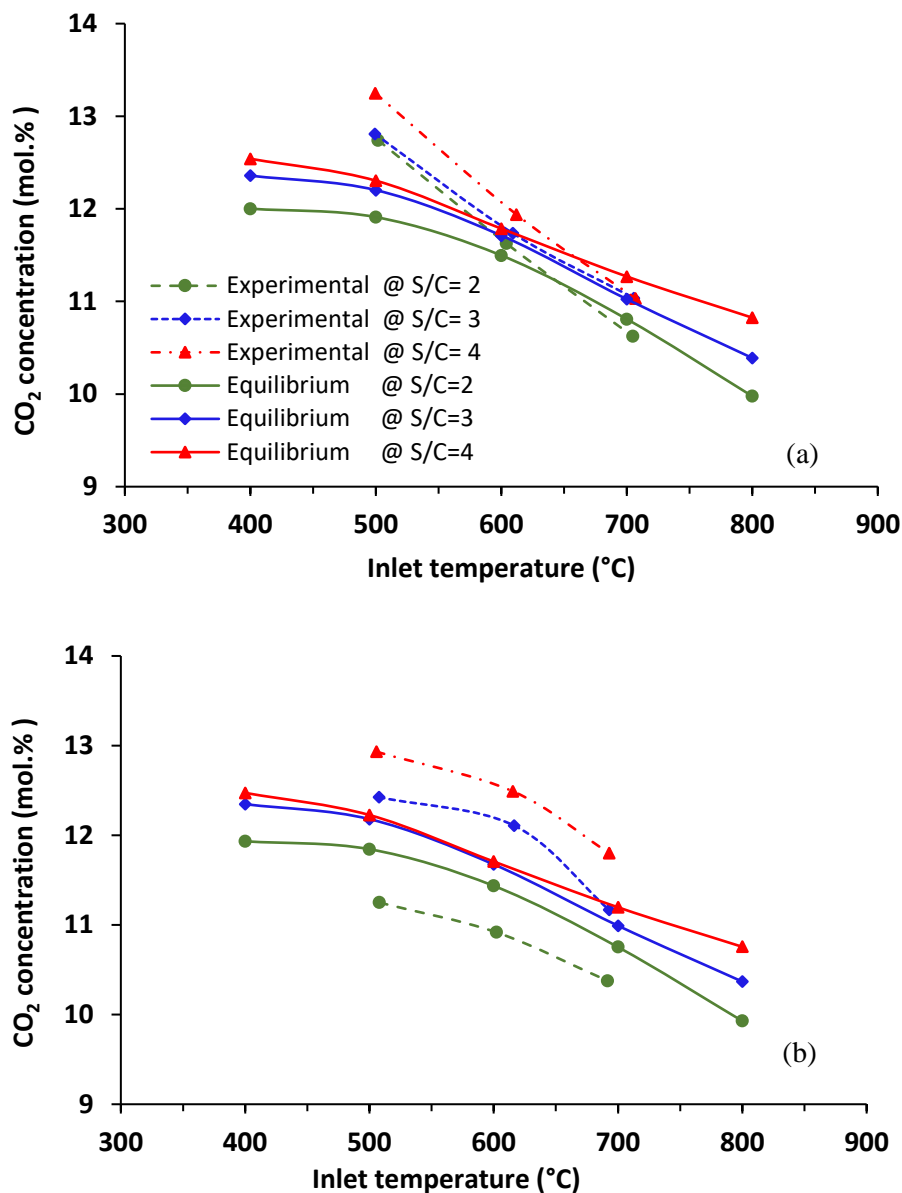 14
13
12
11
10
9
CO₂ concentration (mol.% )
Experimental @ S/C= 2
Experimental @ S/C= 3
Experimental @ S/C= 4
Equilibrium @ S/C=2
Equilibrium @ S/C=3
Equilibrium @ S/C=4
(a)
300 400 500 600 700 800 900
Inlet temperature (°C)
14
13
12
11
10
9
CO₂ concentration (mol.% )
(b)
300 400 500 600 700 800 900
Inlet temperature (°C)